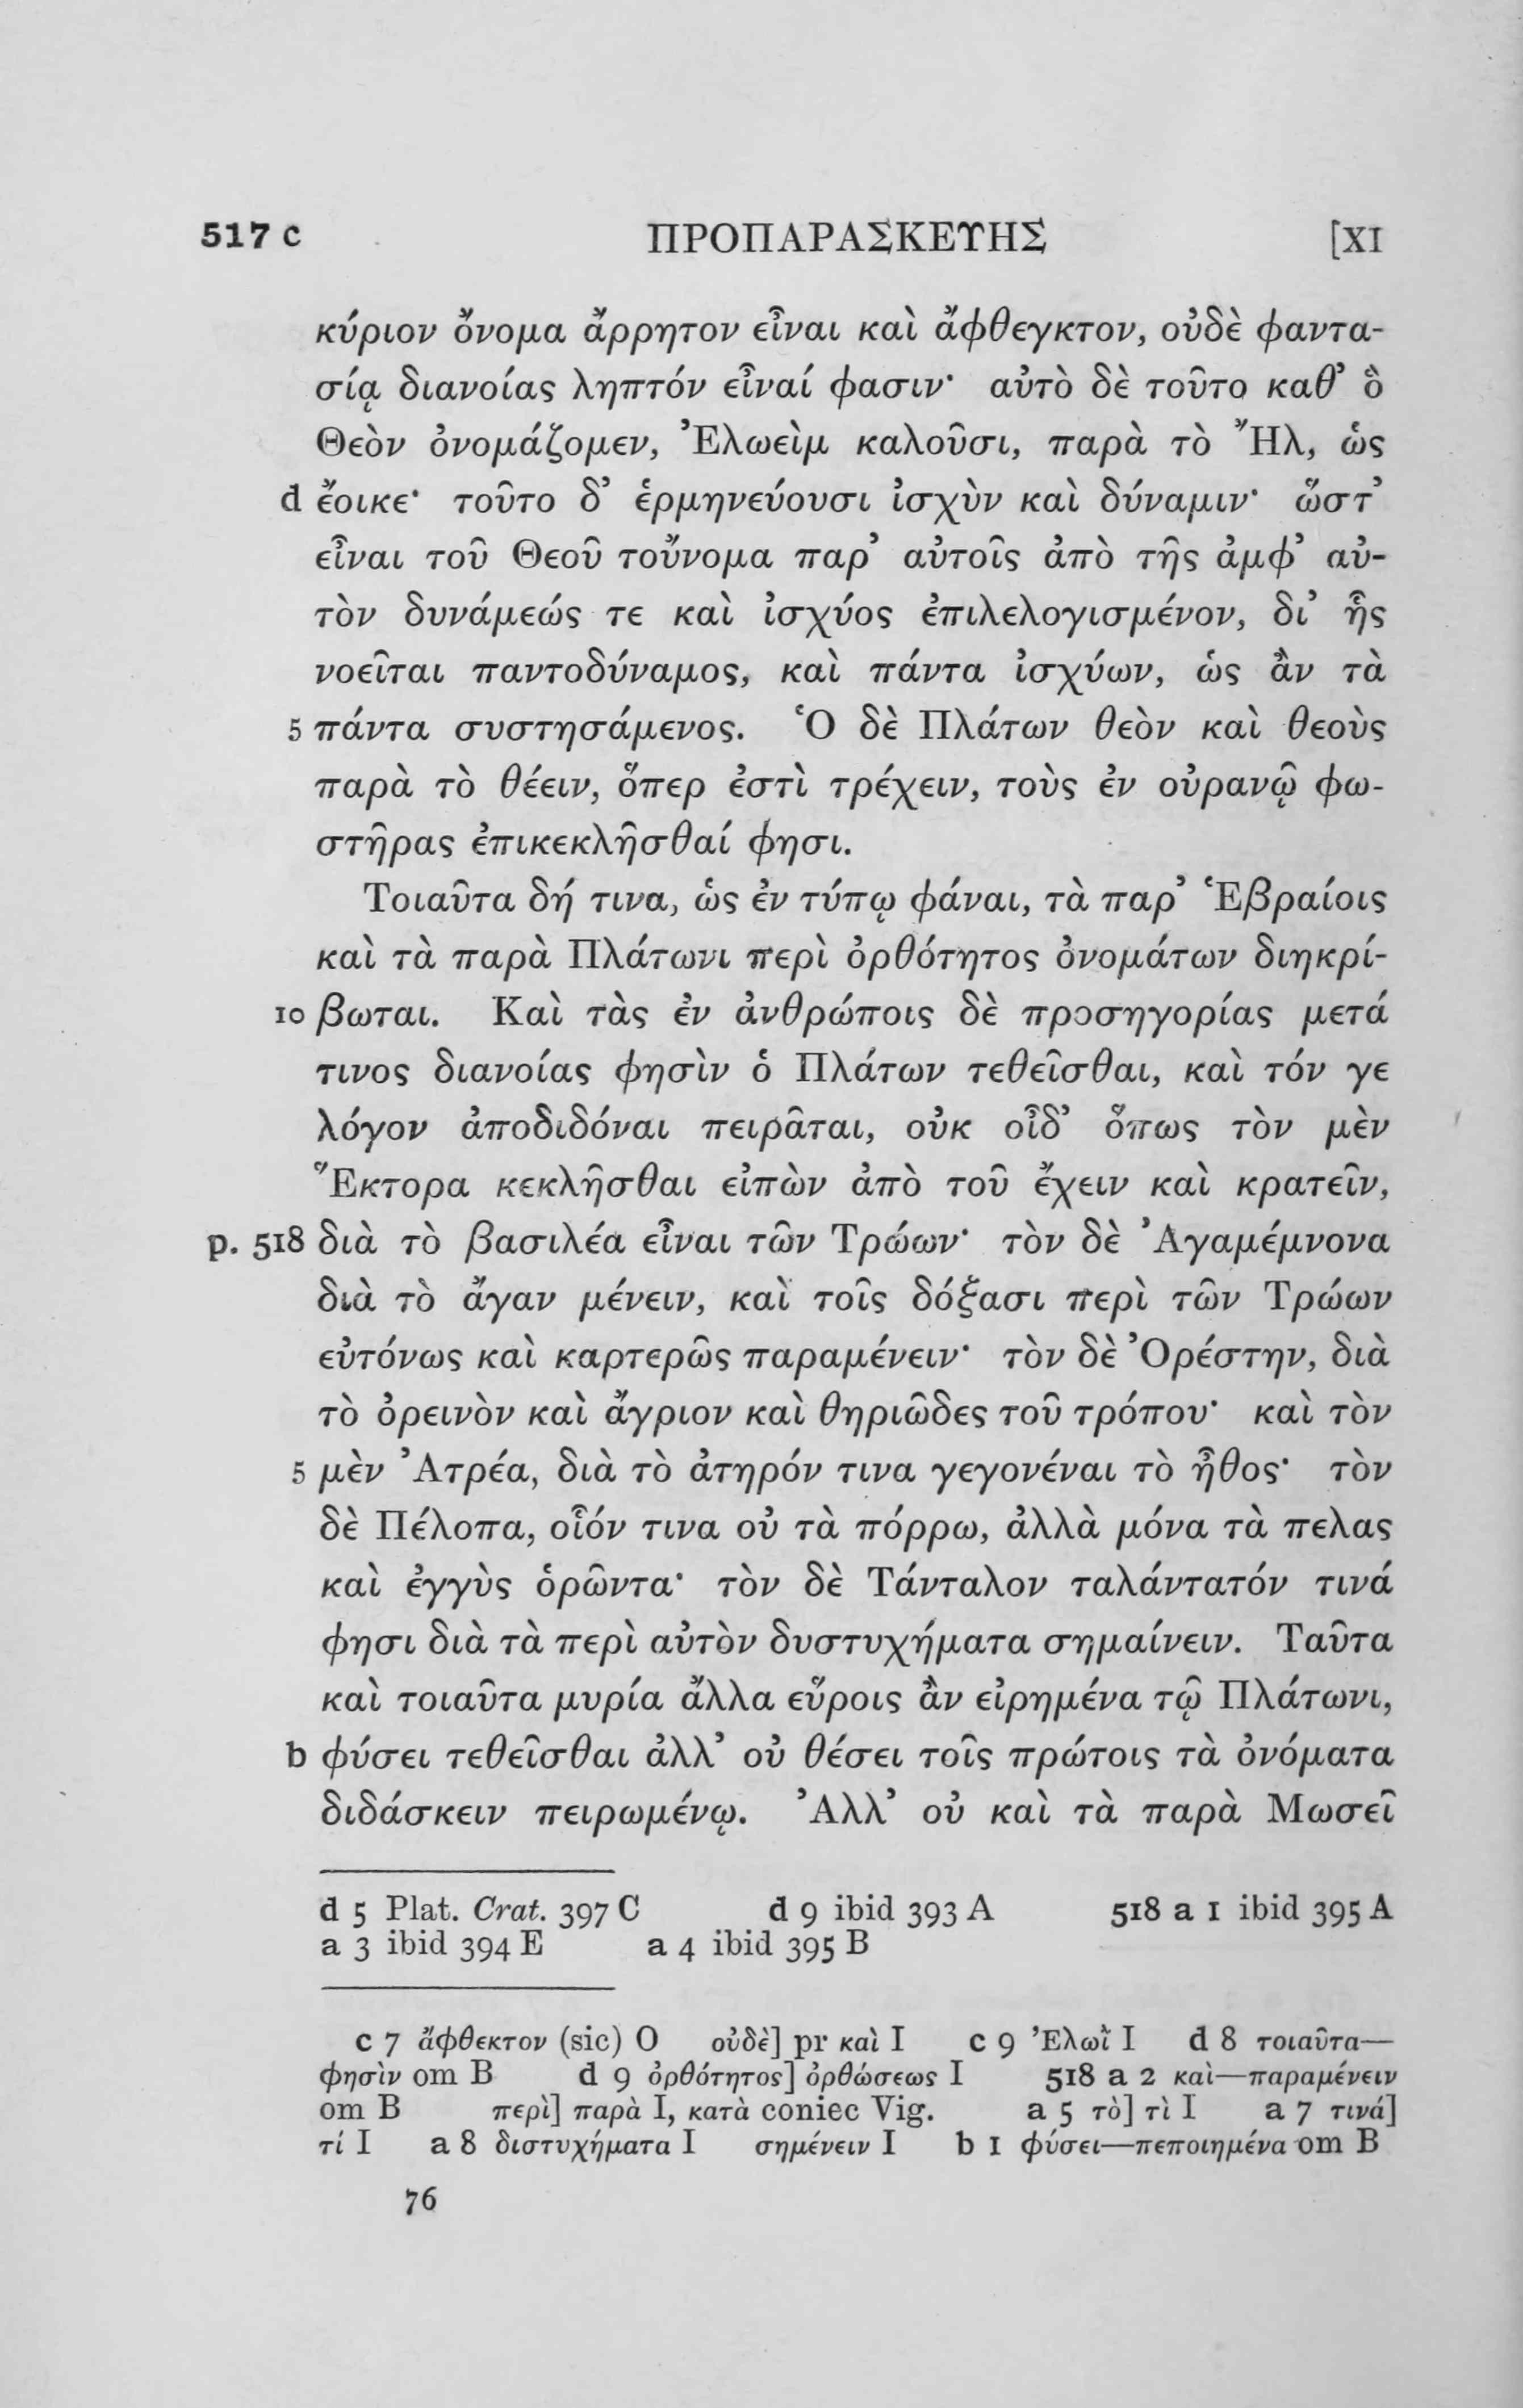 517 c ΠΡΟΠΑΡΑΣΚΕΥΗΣ [XI
κύριον ὄνομα ἄρρητον εἶναι καὶ ἄφθεγκτον, οὐδὲ φαντα-
σίᾳ διανοίας ληπτόν εἶναί φασιν· αὐτὸ δὲ τοῦτο καθ’ ὃ
Θεὸν ὀνομάζομεν, Ἐλωεὶμ καλοῦσι, παρὰ τὸ Ἤλ, ὡς
d ἔοικε· τοῦτο δ’ ἑρμηνεύουσι ἰσχὺν καὶ δύναμιν· ὥστ’
εἶναι τοῦ Θεοῦ τοὔνομα παρ’ αὐτοῖς ἀπὸ τῆς ἀμφ’ αὐ-
τὸν δυνάμεώς τε καὶ ἰσχύος ἐπιλελογισμένον, δι’ ἧς
νοεῖται παντοδύναμος, καὶ πάντα ἰσχύων, ὡς ἂν τὰ
5 πάντα συστησάμενος. Ὁ δὲ Πλάτων θεὸν καὶ θεοὺς
παρὰ τὸ θέειν, ὅπερ ἐστὶ τρέχειν, τοὺς ἐν οὐρανῷ φω-
στῆρας ἐπικεκλῆσθαί φησι.
Τοιαῦτα δή τινα, ὡς ἐν τύπῳ φάναι, τὰ παρ’ Ἑβραίοις
καὶ τὰ παρὰ Πλάτωνι περὶ ὀρθότητος ὀνομάτων διηκρί-
10 βωται. Καὶ τὰς ἐν ἀνθρώποις δὲ προσηγορίας μετά
τινος διανοίας φησὶν ὁ Πλάτων τεθεῖσθαι, καὶ τόν γε
λόγον ἀποδιδόναι πειρᾶται, οὐκ οἶδ’ ὅπως τὸν μὲν
Ἕκτορα κεκλῆσθαι εἰπὼν ἀπὸ τοῦ ἔχειν καὶ κρατεῖν,
p. 518 διὰ τὸ βασιλέα εἶναι τῶν Τρώων· τὸν δὲ Ἀγαμέμνονα
διὰ τὸ ἄγαν μένειν, καὶ τοῖς δόξασι περὶ τῶν Τρώων
εὐτόνως καὶ καρτερῶς παραμένειν· τὸν δὲ Ὀρέστην, διὰ
τὸ ὀρεινὸν καὶ ἄγριον καὶ θηριῶδες τοῦ τρόπου· καὶ τὸν
5 μὲν Ἀτρέα, διὰ τὸ ἀτηρόν τινα γεγονέναι τὸ ἦθος· τὸν
δὲ Πέλοπα, οἷόν τινα οὐ τὰ πόρρω, ἀλλὰ μόνα τὰ πελας
καὶ ἐγγὺς ὁρῶντα· τὸν δὲ Τάνταλον ταλάντατόν τινά
φησι διὰ τὰ περὶ αὐτὸν δυστυχήματα σημαίνειν. Ταῦτα
καὶ τοιαῦτα μυρία ἄλλα εὕροις ἂν εἰρημένα τῷ Πλάτωνι,
b φύσει τεθεῖσθαι ἀλλ’ οὐ θέσει τοῖς πρώτοις τὰ ὀνόματα
διδάσκειν πειρωμένῳ. Ἀλλ’ οὐ καὶ τὰ παρὰ Μωσεῖ
d 5 Plat. Crat. 397 C d 9 ibid 393 A 518 a 1 ibid 395 A
a 3 ibid 394 E a 4 ibid 395 B
c 7 ἄφθεκτον (sic) O οὐδὲ] pr καὶ I c 9 Ἐλωῒ I d 8 τοιαῦτα—
φησὶν om B d 9 ὀρθότητος] ὀρθώσεως I 518 a 2 καὶ—παραμένειν
om B περὶ] παρὰ I, κατὰ coniec Vig. a 5 τὸ] τὶ I a 7 τινά]
τί I a 8 διστυχήματα I σημένειν I b 1 φύσει—πεποιημένα om B
76